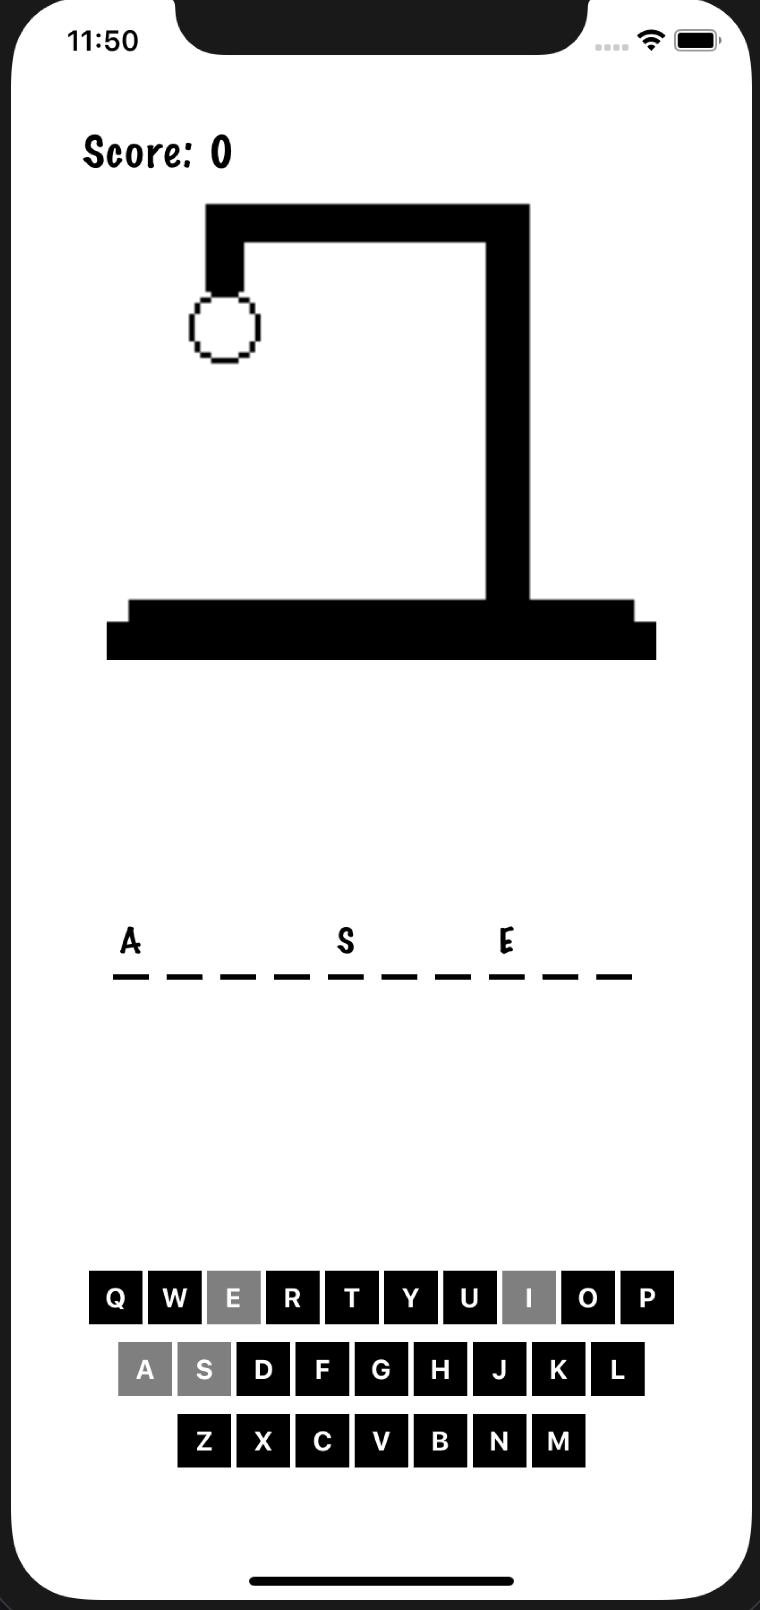 11:50
Score: 0
A _ _ _ S _ _ E _ _
Q W E R T Y U I O P
A S D F G H J K L
Z X C V B N M